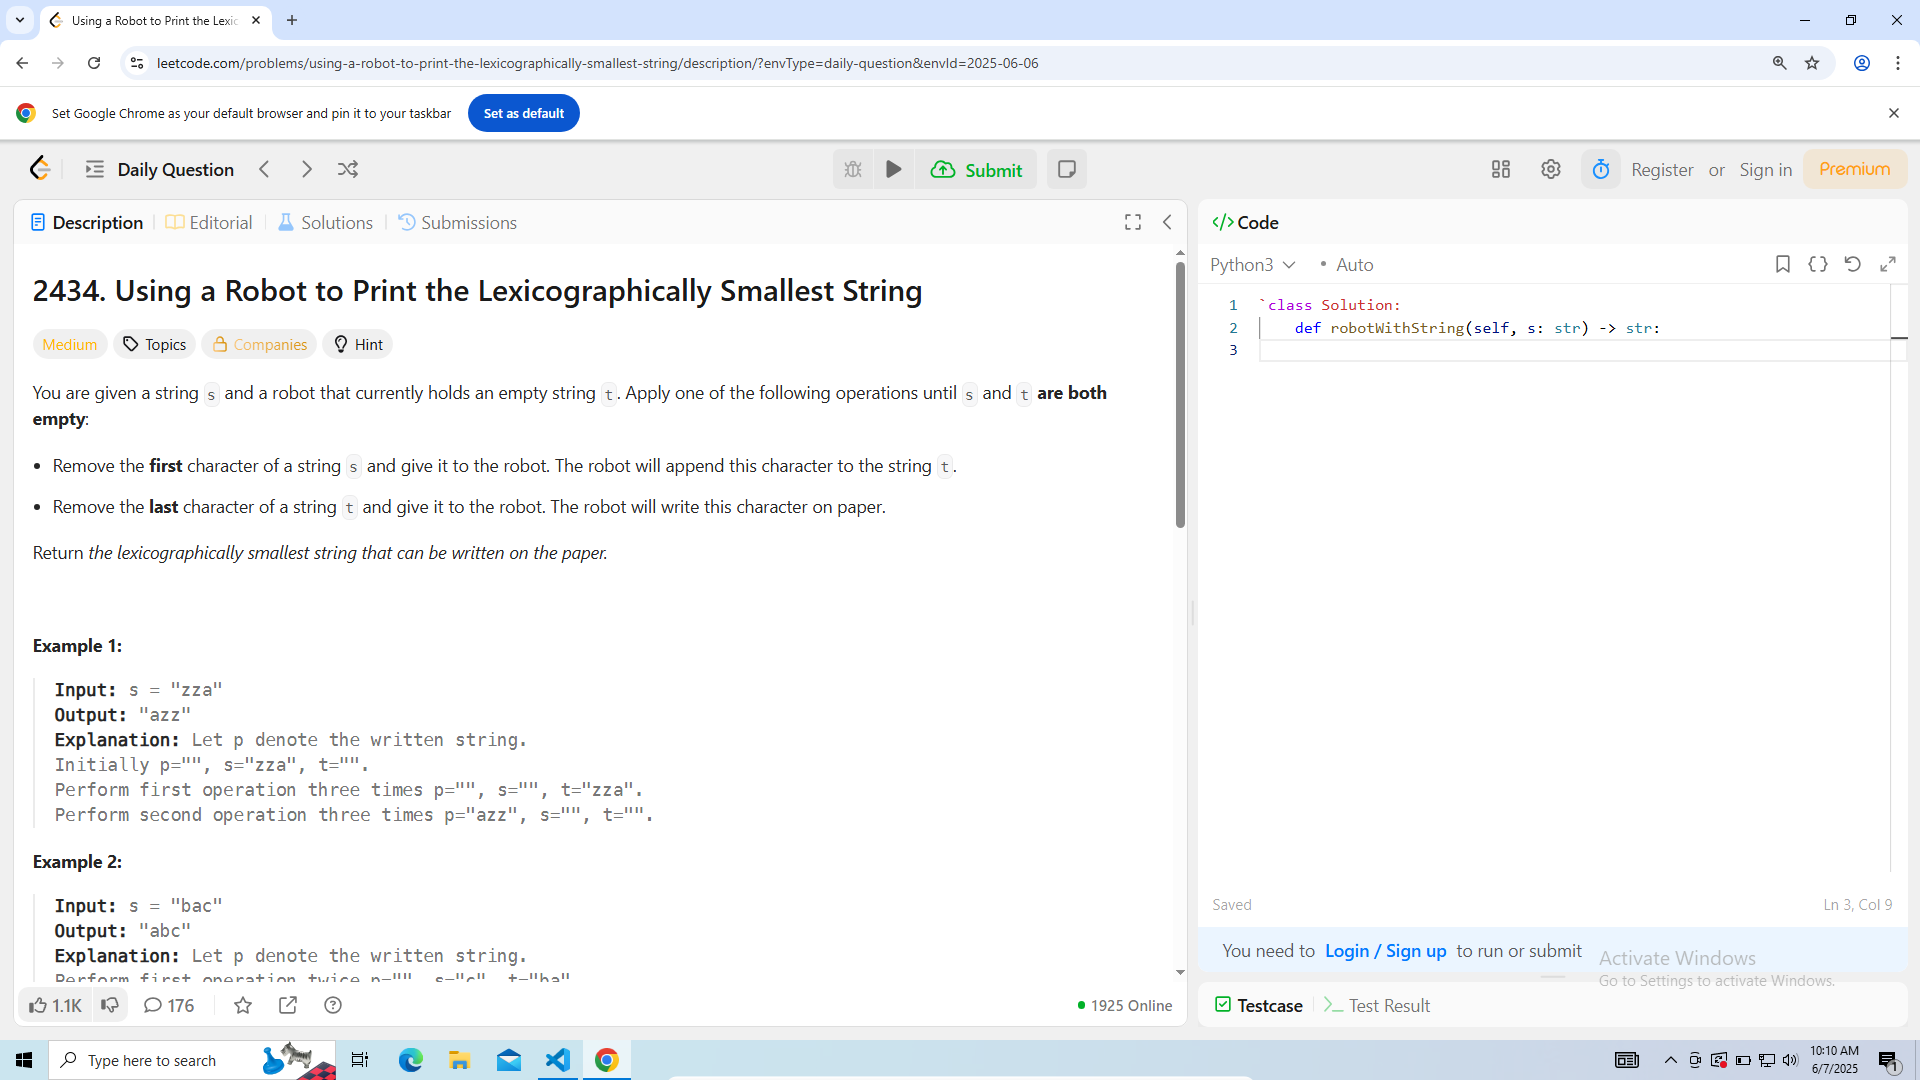 Using a Robot to Print the Lexic
leetcode.com/problems/using-a-robot-to-print-the-lexicographically-smallest-string/description/?envType=daily-question&envId=2025-06-06
Set Google Chrome as your default browser and pin it to your taskbar Set as default
Daily Question Submit Register or Sign in Premium
Description Editorial Solutions Submissions
2434. Using a Robot to Print the Lexicographically Smallest String
Medium Topics Companies Hint
You are given a string s and a robot that currently holds an empty string t. Apply one of the following operations until s and t are both
empty:
• Remove the first character of a string s and give it to the robot. The robot will append this character to the string t.
• Remove the last character of a string t and give it to the robot. The robot will write this character on paper.
Return the lexicographically smallest string that can be written on the paper.
Example 1:
Input: s = "zza"
Output: "azz"
Explanation: Let p denote the written string.
Initially p="", s="zza", t="".
Perform first operation three times p="", s="", t="zza".
Perform second operation three times p="azz", s="", t="".
Example 2:
Input: s = "bac"
Output: "abc"
Explanation: Let p denote the written string.
Perform first operation twice p="", s="c", t="ba"
1.1K 176 1925 Online
</> Code
Python3 • Auto
1 `class Solution:
2 def robotWithString(self, s: str) -> str:
3
Saved Ln 3, Col 9
You need to Login / Sign up to run or submit
Activate Windows
Go to Settings to activate Windows.
Testcase >_ Test Result
Type here to search
10:10 AM
6/7/2025
1